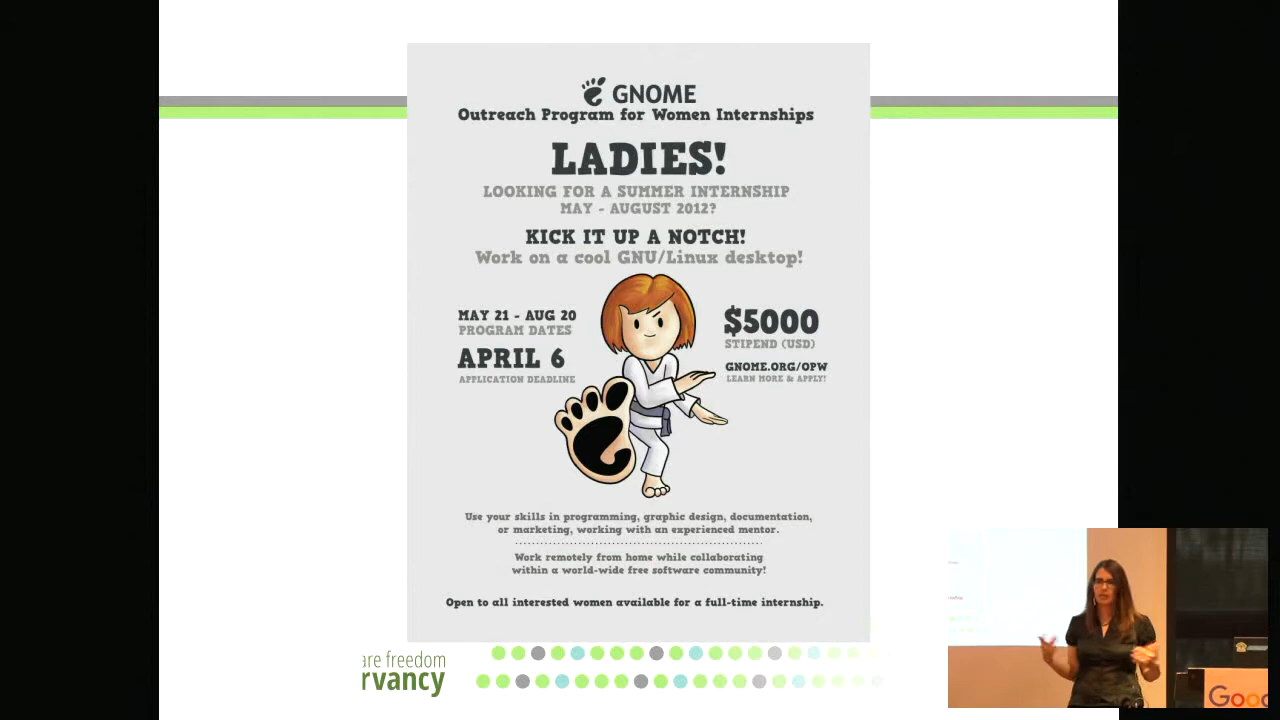 GNOME
Outreach Program for Women Internships
LADIES!
LOOKING FOR A SUMMER INTERNSHIP
MAY - AUGUST 2012?
KICK IT UP A NOTCH!
Work on a cool GNU/Linux desktop!
MAY 21 - AUG 20
PROGRAM DATES
APRIL 6
APPLICATION DEADLINE
$5000
STIPEND (USD)
GNOME.ORG/OPW
LEARN MORE & APPLY!
Use your skills in programming, graphic design, documentation,
or marketing, working with an experienced mentor.
Work remotely from home while collaborating
within a world-wide free software community!
Open to all interested women available for a full-time internship.
are freedom
rvancy
Goo